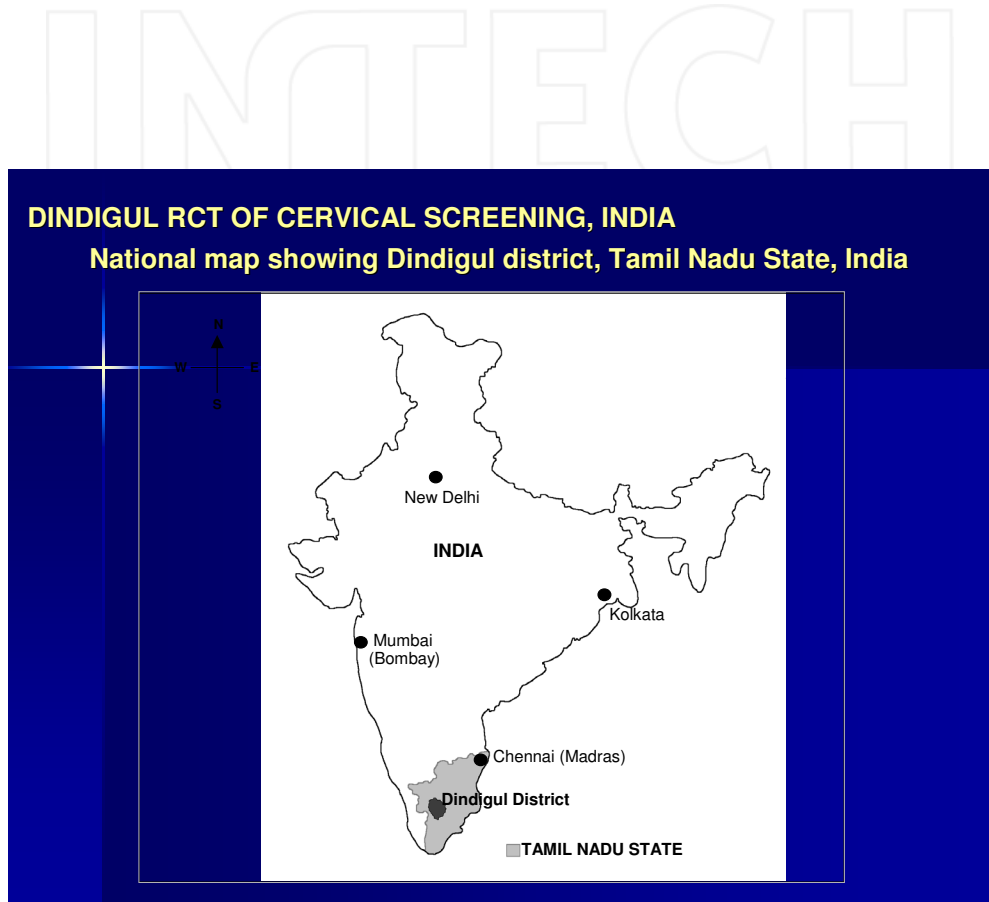 INTECH
DINDIGUL RCT OF CERVICAL SCREENING, INDIA
National map showing Dindigul district, Tamil Nadu State, India
N
W E
S
New Delhi
INDIA
Kolkata
Mumbai
(Bombay)
Chennai (Madras)
Dindigul District
TAMIL NADU STATE